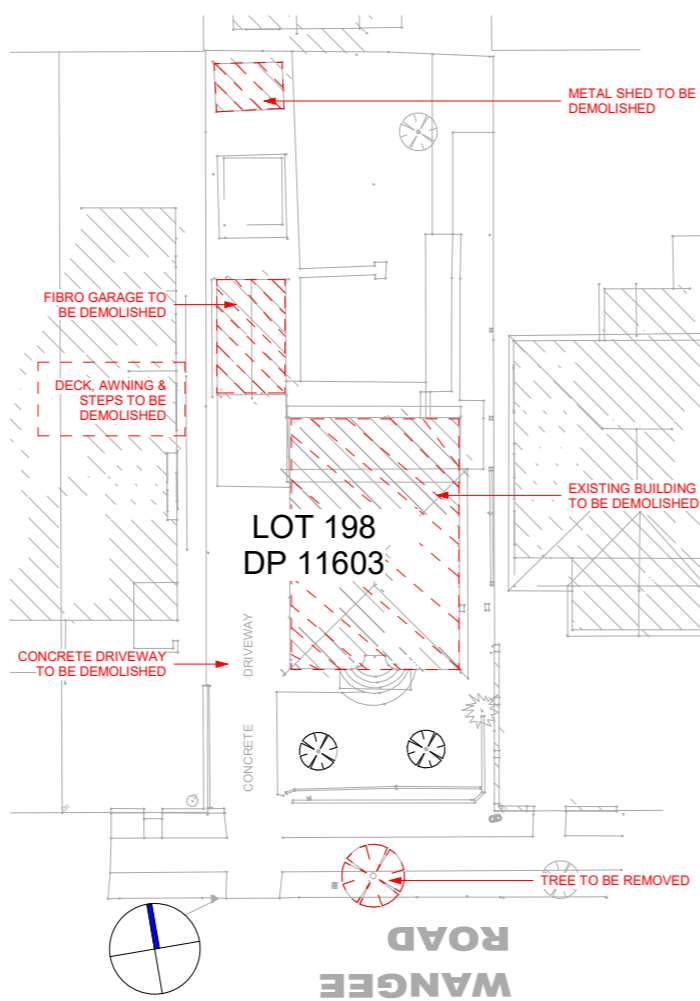 METAL SHED TO BE
DEMOLISHED
FIBRO GARAGE TO
BE DEMOLISHED
DECK, AWNING &
STEPS TO BE
DEMOLISHED
EXISTING BUILDING
TO BE DEMOLISHED
LOT 198
DP 11603
CONCRETE DRIVEWAY
TO BE DEMOLISHED
CONCRETE DRIVEWAY
TREE TO BE REMOVED
WANGEE
ROAD